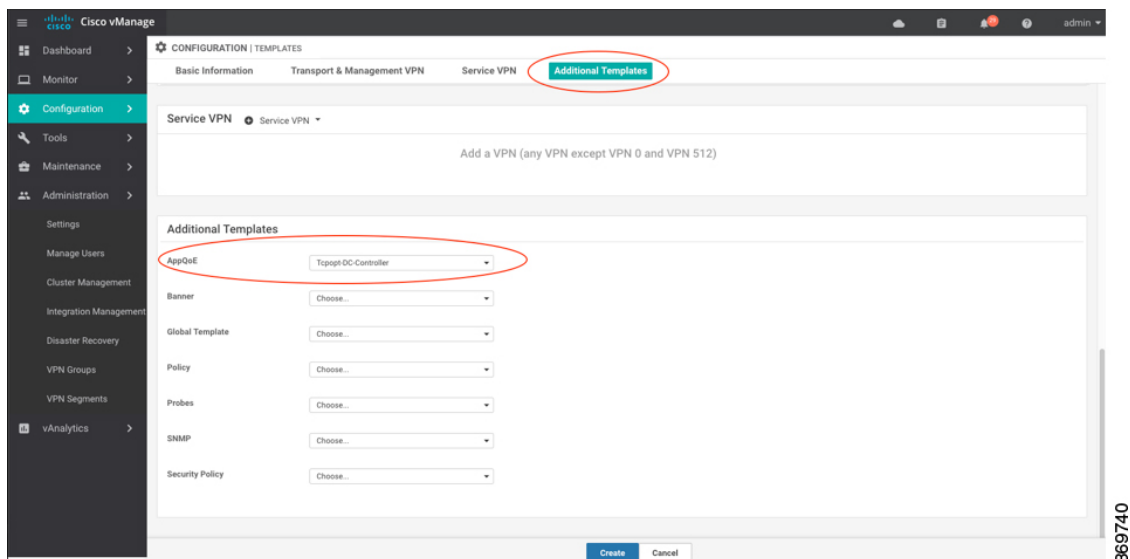 cisco Cisco vManage
admin
Dashboard
Monitor
Configuration
Tools
Maintenance
Administration
Settings
Manage Users
Cluster Management
Integration Management
Disaster Recovery
VPN Groups
VPN Segments
vAnalytics
CONFIGURATION | TEMPLATES
Basic Information Transport & Management VPN Service VPN Additional Templates
Service VPN Service VPN
Add a VPN (any VPN except VPN 0 and VPN 512)
Additional Templates
AppQoE Tcpopt-DC-Controller
Banner Choose...
Global Template Choose...
Policy Choose...
Probes Choose...
SNMP Choose...
Security Policy Choose...
Create Cancel
369740